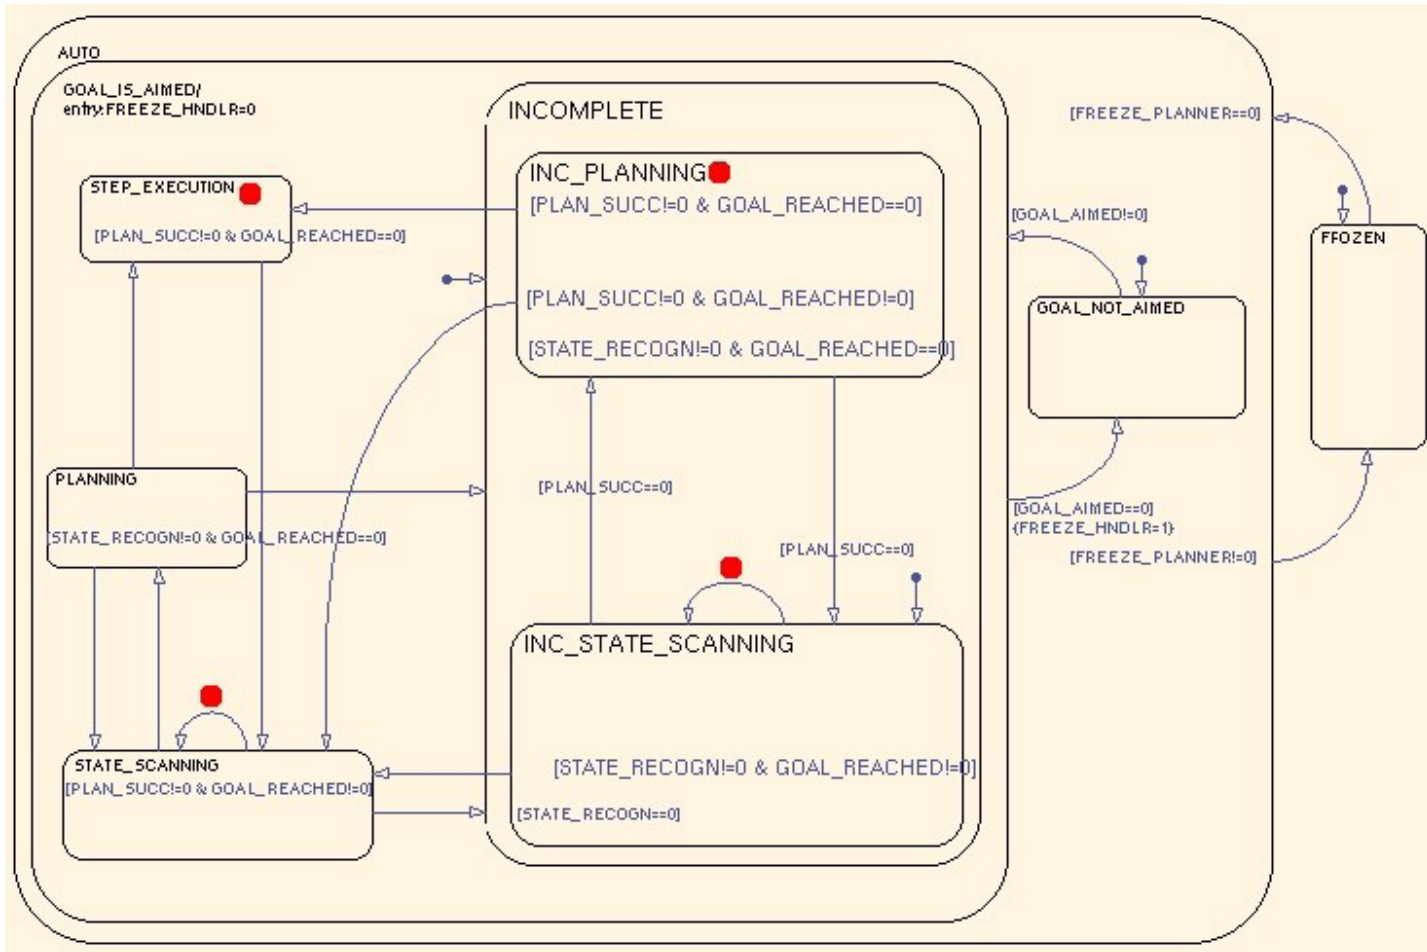 AUTO
GOAL_IS_AIMED/
entry:FREEZE_HNDLR=0
INCOMPLETE
[FREEZE_PLANNER==0]
INC_PLANNING
STEP_EXECUTION
[PLAN_SUCC!=0 & GOAL_REACHED==0]
[GOAL_AIMED!=0]
[PLAN_SUCC!=0 & GOAL_REACHED==0]
FFOZEN
[PLAN_SUCC!=0 & GOAL_REACHED!=0]
GOAL_NOT_AIMED
[STATE_RECOGN!=0 & GOAL_REACHED==0]
PLANNING
[PLAN_SUCC==0]
[GOAL_AIMED==0]
{FREEZE_HNDLR=1}
[STATE_RECOGN!=0 & GOAL_REACHED==0]
[PLAN_SUCC==0]
[FREEZE_PLANNER!=0]
INC_STATE_SCANNING
STATE_SCANNING
[STATE_RECOGN!=0 & GOAL_REACHED!=0]
[PLAN_SUCC!=0 & GOAL_REACHED!=0]
[STATE_RECOGN==0]